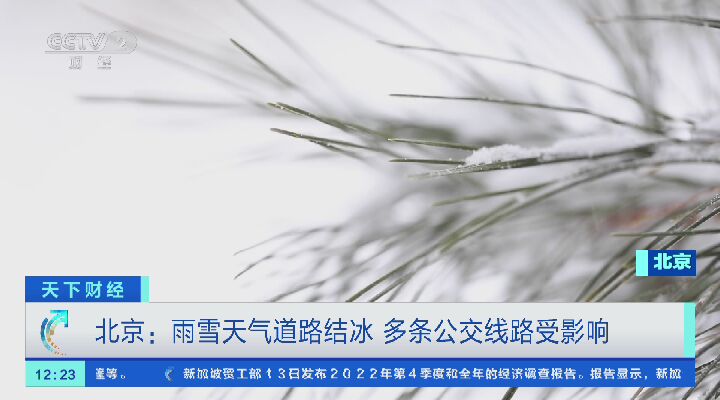 CCTV 2
财经
北京
天下财经
北京：雨雪天气道路结冰 多条公交线路受影响
12:23
等。 新加坡贸工部13日发布2022年第4季度和全年的经济调查报告。报告显示，新加